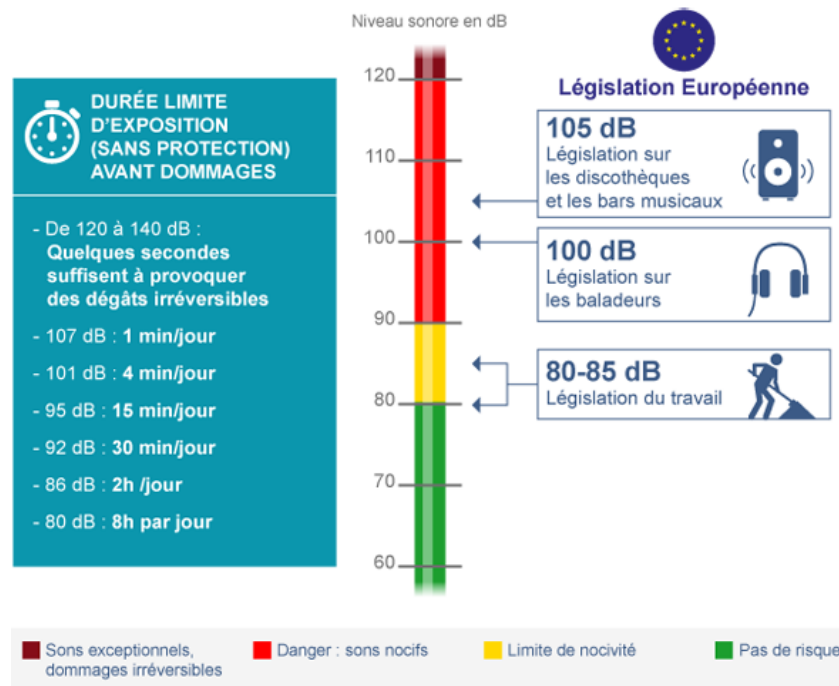 Niveau sonore en dB
DURÉE LIMITE
D'EXPOSITION
(SANS PROTECTION)
AVANT DOMMAGES
- De 120 à 140 dB :
Quelques secondes
suffisent à provoquer
des dégâts irréversibles
- 107 dB : 1 min/jour
- 101 dB : 4 min/jour
- 95 dB : 15 min/jour
- 92 dB : 30 min/jour
- 86 dB : 2h /jour
- 80 dB : 8h par jour
120
110
100
90
80
70
60
Législation Européenne
105 dB
Législation sur
les discothèques
et les bars musicaux
100 dB
Législation sur
les baladeurs
80-85 dB
Législation du travail
Sons exceptionnels,
dommages irréversibles
Danger : sons nocifs
Limite de nocivité
Pas de risque